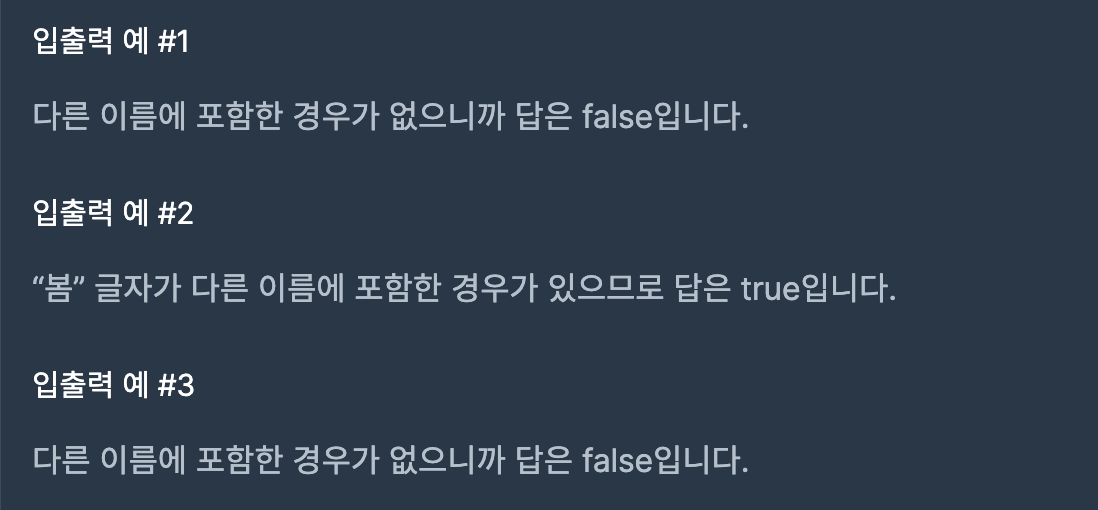 입출력 예 #1
다른 이름에 포함한 경우가 없으니까 답은 false입니다.
입출력 예 #2
“봄” 글자가 다른 이름에 포함한 경우가 있으므로 답은 true입니다.
입출력 예 #3
다른 이름에 포함한 경우가 없으니까 답은 false입니다.